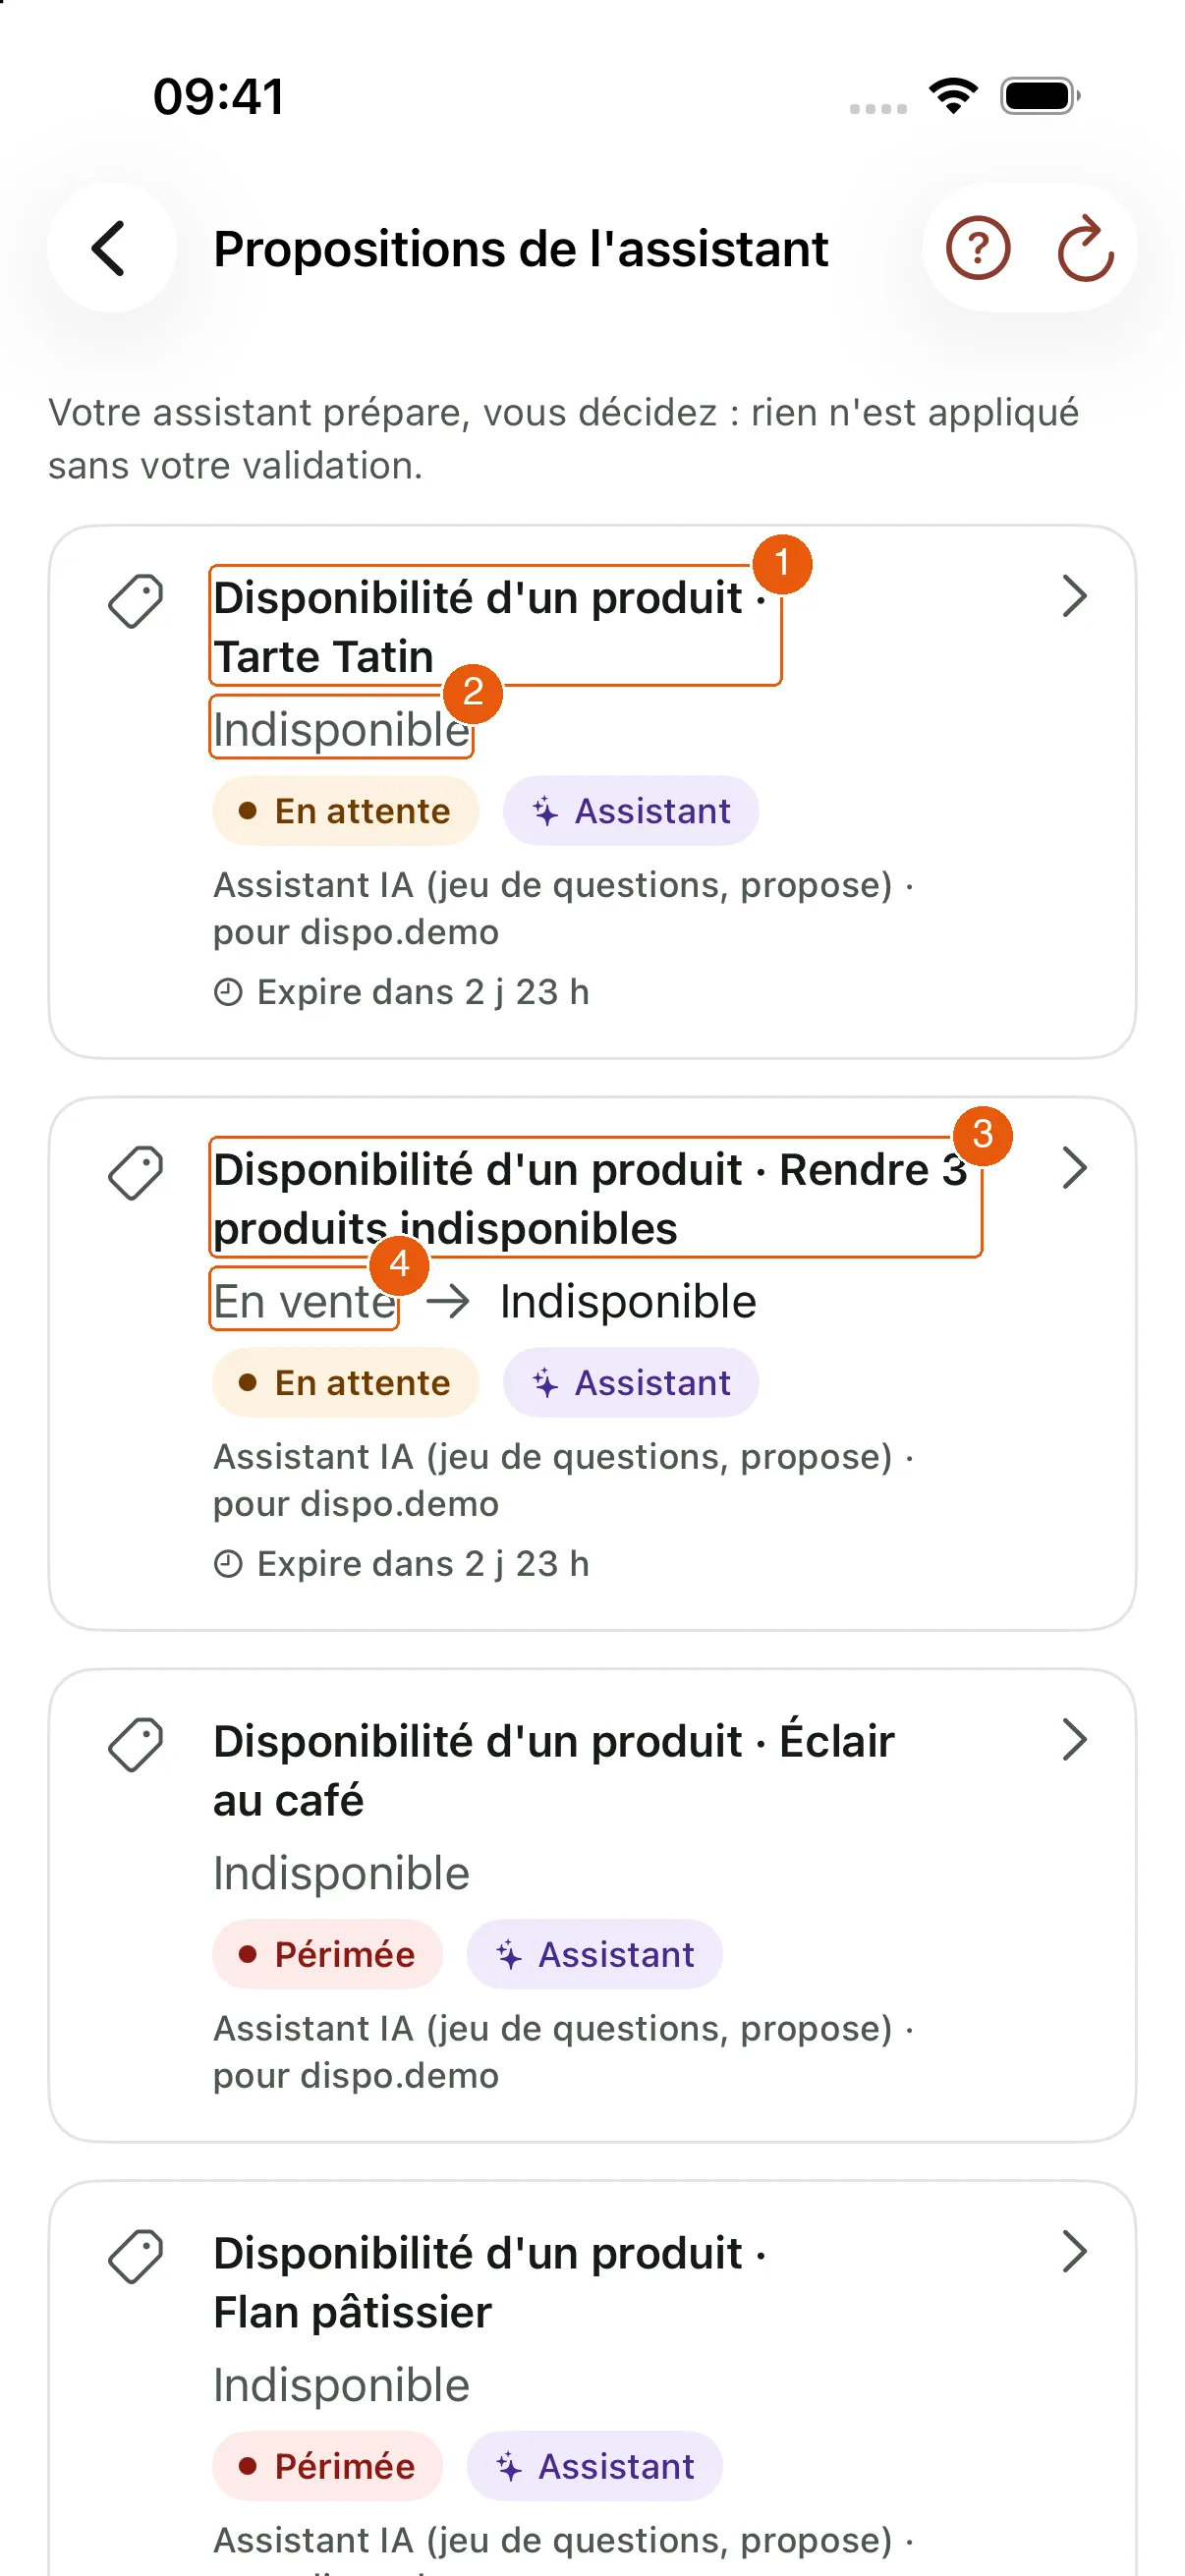 09:41
Propositions de l'assistant
Votre assistant prépare, vous décidez : rien n'est appliqué
sans votre validation.
1
Disponibilité d'un produit ·
Tarte Tatin
2
Indisponible
En attente Assistant
Assistant IA (jeu de questions, propose) ·
pour dispo.demo
Expire dans 2 j 23 h
3
Disponibilité d'un produit · Rendre 3
produits indisponibles
4
En vente → Indisponible
En attente Assistant
Assistant IA (jeu de questions, propose) ·
pour dispo.demo
Expire dans 2 j 23 h
Disponibilité d'un produit · Éclair
au café
Indisponible
Périmée Assistant
Assistant IA (jeu de questions, propose) ·
pour dispo.demo
Disponibilité d'un produit ·
Flan pâtissier
Indisponible
Périmée Assistant
Assistant IA (jeu de questions, propose) ·